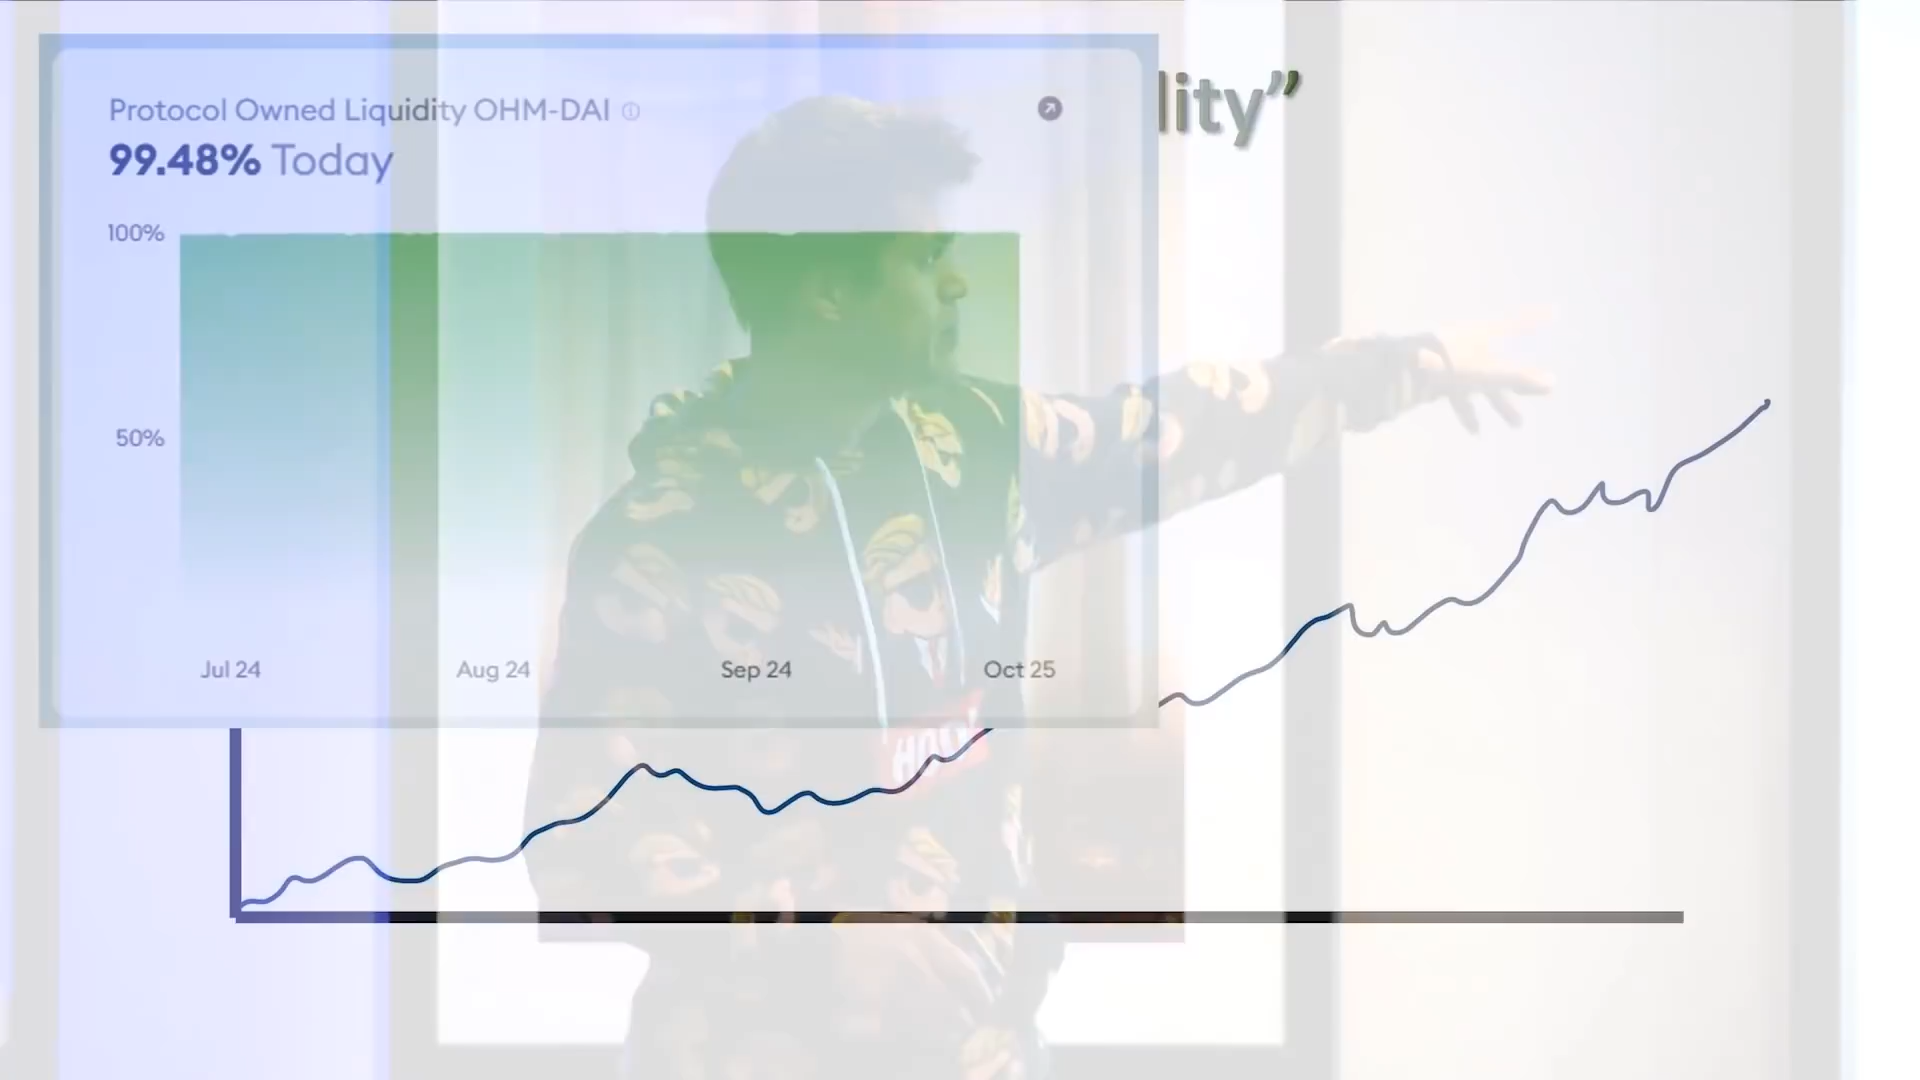 Protocol Owned Liquidity OHM-DAI
lity”
99.48% Today
100%
50%
Jul 24
Aug 24
Sep 24
Oct 25